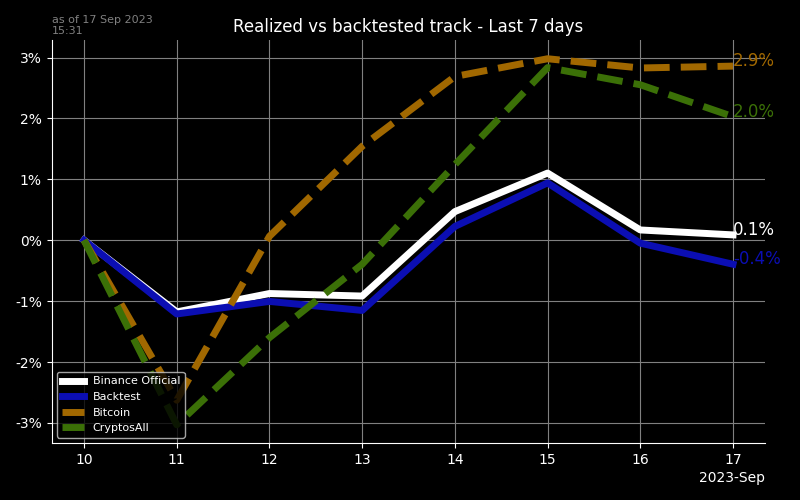 as of 17 Sep 2023
15:31
Realized vs backtested track - Last 7 days
3%
2%
1%
0%
-1%
-2%
-3%
2.9%
2.0%
0.1%
-0.4%
Binance Official
Backtest
Bitcoin
CryptosAll
10 11 12 13 14 15 16 17
2023-Sep